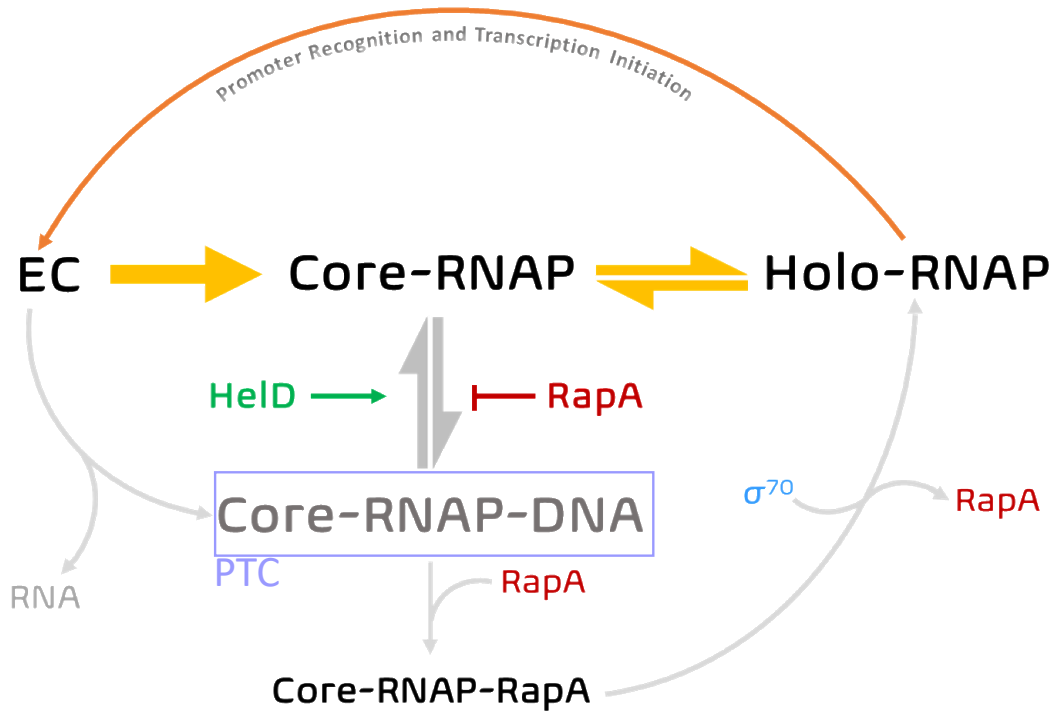 Promoter Recognition and Transcription Initiation
EC
Core-RNAP
Holo-RNAP
HelD
RapA
Core-RNAP-DNA
PTC
σ⁷⁰
RapA
RapA
RNA
Core-RNAP-RapA